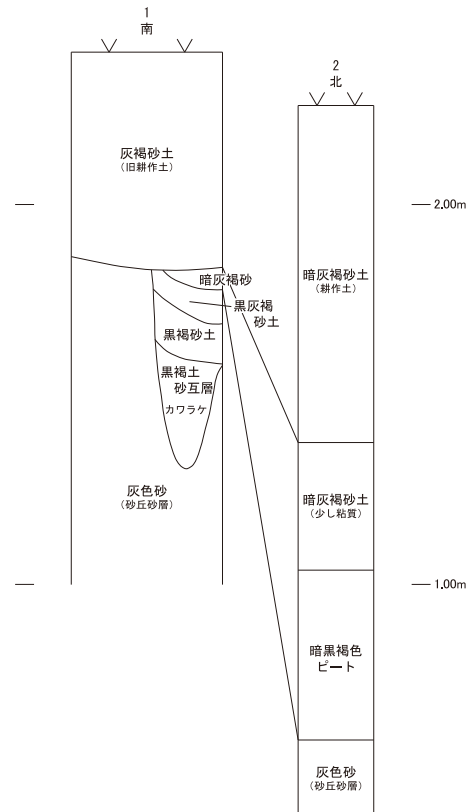 1
南
灰褐砂土
(旧耕作土)
暗灰褐砂
黒灰褐
砂土
黒褐砂土
黒褐土
砂互層
カワラケ
灰色砂
(砂丘砂層)
2
北
暗灰褐砂土
(耕作土)
暗灰褐砂土
(少し粘質)
暗黒褐色
ピート
灰色砂
(砂丘砂層)
2.00m
1.00m